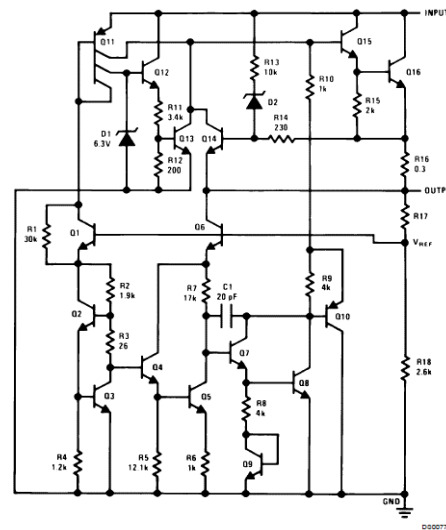 INPUT
Q11
Q12
Q15
Q16
R13
10k
R10
1k
D2
R11
3.4k
R14
230
R15
2k
D1
6.3V
Q13
Q14
R12
200
R16
0.3
OUTPUT
R1
30k
Q1
Q6
R17
VREF
R2
1.9k
R7
17k
C1
20 pF
R9
4k
Q10
Q2
R3
26
Q4
Q7
Q3
Q5
Q8
R18
2.6k
R8
4k
R4
1.2k
R5
12.1k
R6
1k
Q9
GND